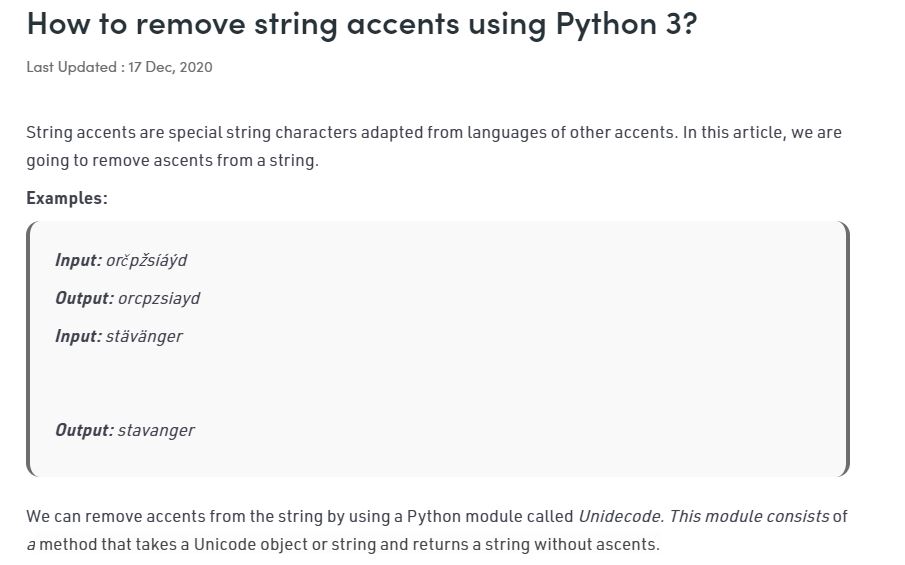 How to remove string accents using Python 3?
Last Updated : 17 Dec, 2020
String accents are special string characters adapted from languages of other accents. In this article, we are
going to remove ascents from a string.
Examples:
Input: orčpžsíáýd
Output: orcpzsiayd
Input: stävänger
Output: stavanger
We can remove accents from the string by using a Python module called Unidecode. This module consists of
a method that takes a Unicode object or string and returns a string without ascents.